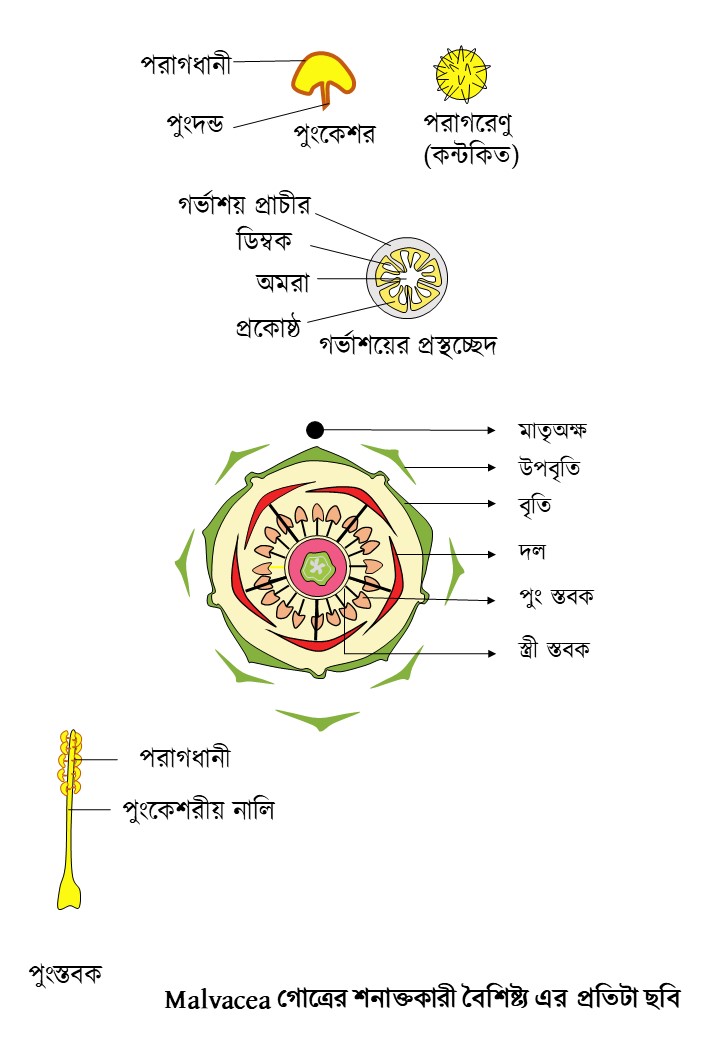 পরাগধানী
পুংদন্ড
পুংকেশর
পরাগরেণু
(কন্টকিত)
গর্ভাশয় প্রাচীর
ডিম্বক
অমরা
প্রকোষ্ঠ
গর্ভাশয়ের প্রস্থচ্ছেদ
মাতৃঅক্ষ
উপবৃতি
বৃতি
দল
পুং স্তবক
স্ত্রী স্তবক
পরাগধানী
পুংকেশরীয় নালি
পুংস্তবক
Malvacea গোত্রের শনাক্তকারী বৈশিষ্ট্য এর প্রতিটা ছবি